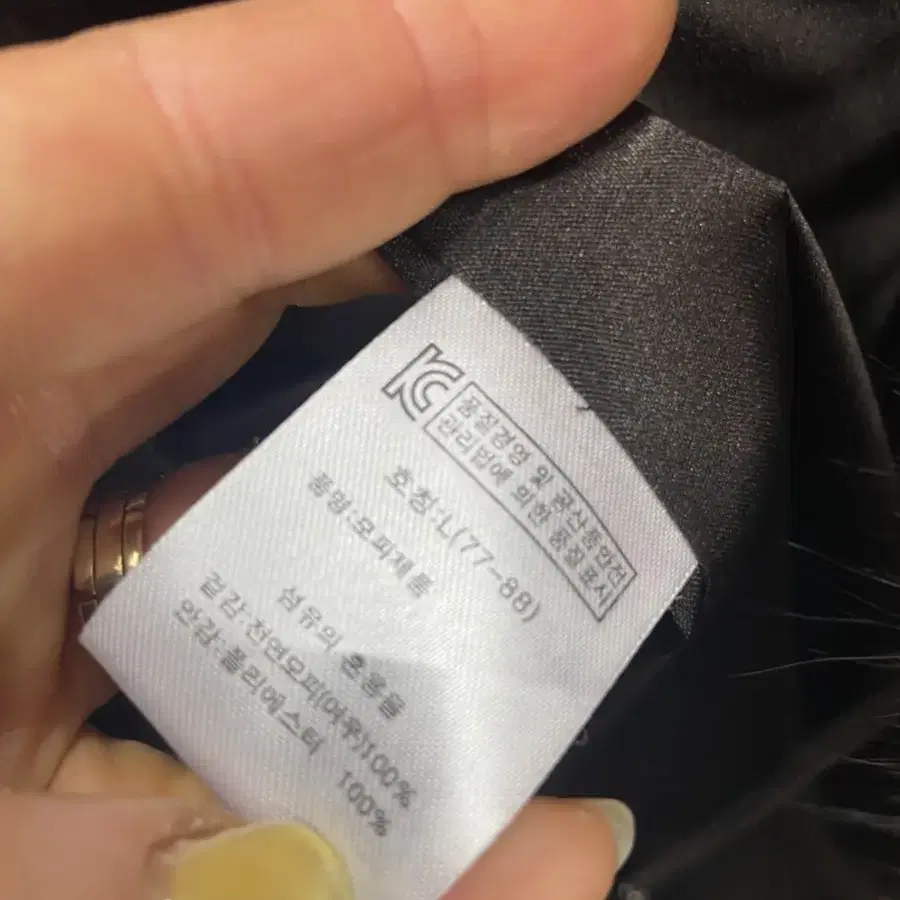 KC
품질경영 및 공산품안전
관리법에 의한 품질표시
호칭:L(77-88)
품명:모피제품
섬유의 혼용율
겉감:천연모피(여우)100%
안감:폴리에스터 100%